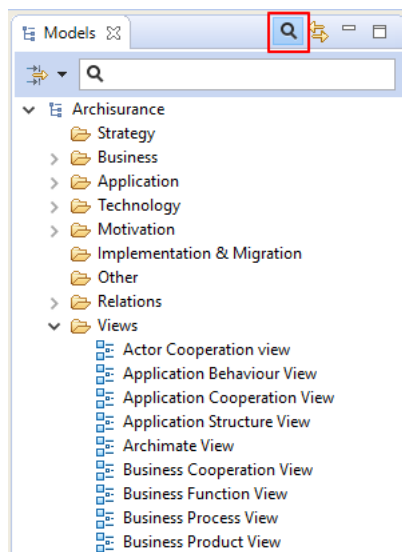 Models
Archisurance
Strategy
Business
Application
Technology
Motivation
Implementation & Migration
Other
Relations
Views
Actor Cooperation view
Application Behaviour View
Application Cooperation View
Application Structure View
Archimate View
Business Cooperation View
Business Function View
Business Process View
Business Product View